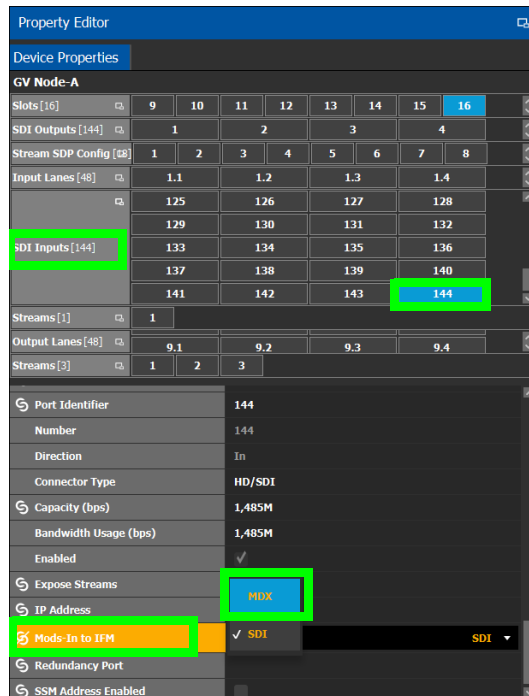 Property Editor
Device Properties
GV Node-A
Slots [16] 9 10 11 12 13 14 15 16
SDI Outputs [144] 1 2 3 4
Stream SDP Config [48] 1 2 3 4 5 6 7 8
Input Lanes [48] 1.1 1.2 1.3 1.4
125 126 127 128
129 130 131 132
SDI Inputs [144] 133 134 135 136
137 138 139 140
141 142 143 144
Streams [1] 1
Output Lanes [48] 9.1 9.2 9.3 9.4
Streams [3] 1 2 3
Port Identifier 144
Number 144
Direction In
Connector Type HD/SDI
Capacity (bps) 1,485M
Bandwidth Usage (bps) 1,485M
Enabled
Expose Streams
MDX
IP Address
Mods-In to IFM SDI SDI
Redundancy Port
SSM Address Enabled